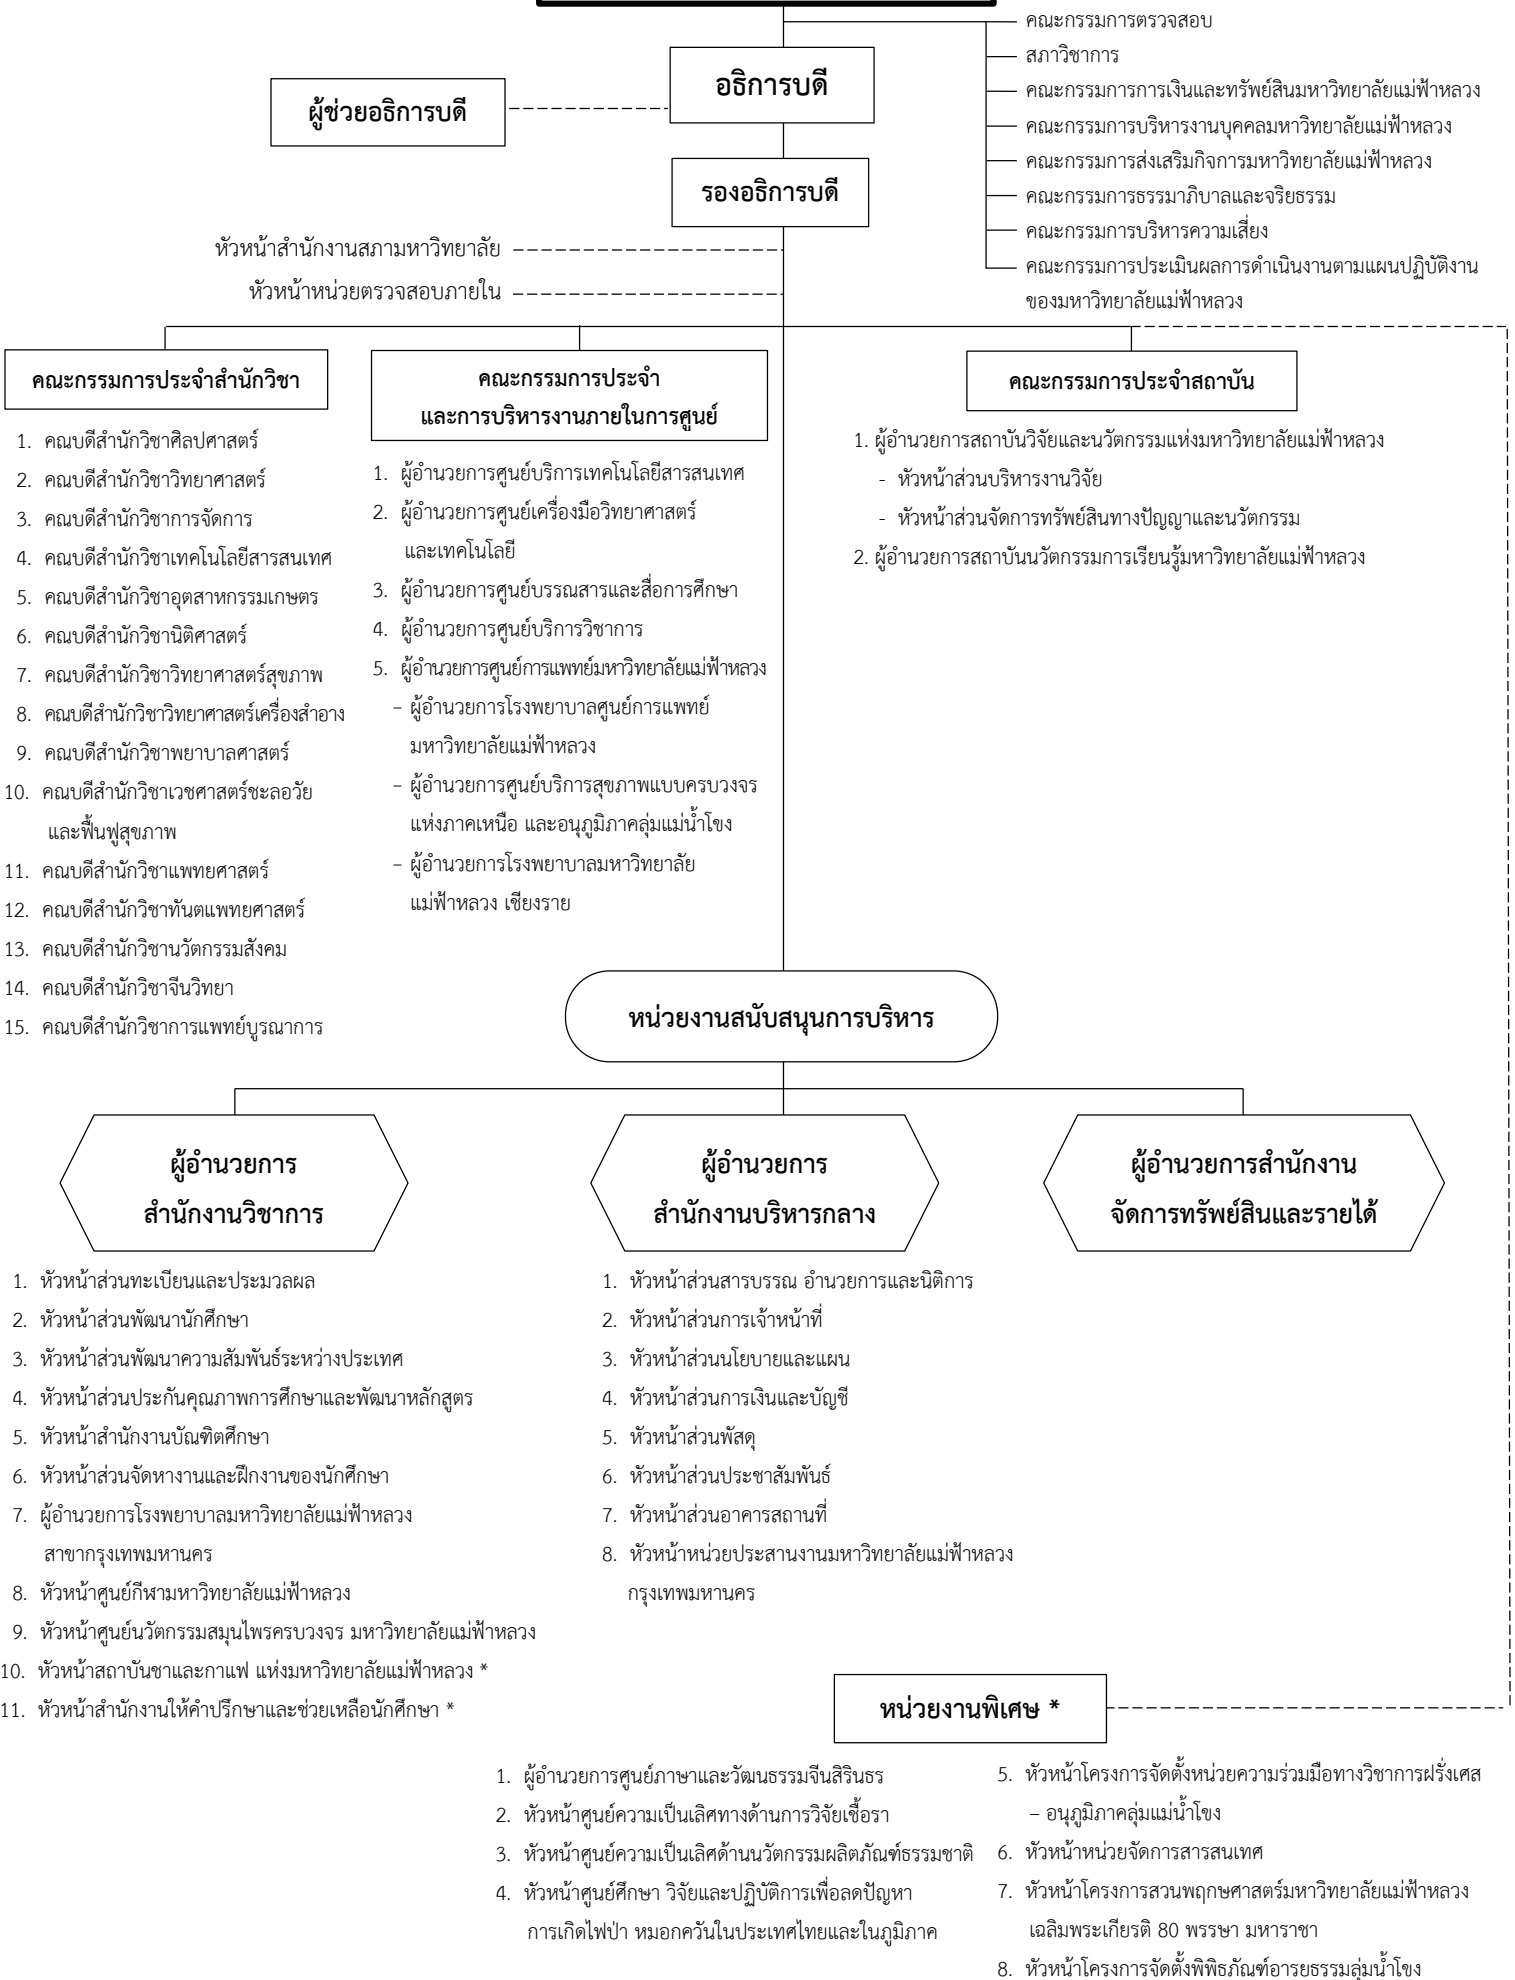 คณะกรรมการตรวจสอบ
สภาวิชาการ
คณะกรรมการการเงินและทรัพย์สินมหาวิทยาลัยแม่ฟ้าหลวง
คณะกรรมการบริหารงานบุคคลมหาวิทยาลัยแม่ฟ้าหลวง
คณะกรรมการส่งเสริมกิจการมหาวิทยาลัยแม่ฟ้าหลวง
คณะกรรมการธรรมาภิบาลและจริยธรรม
คณะกรรมการบริหารความเสี่ยง
คณะกรรมการประเมินผลการดำเนินงานตามแผนปฏิบัติงาน
ของมหาวิทยาลัยแม่ฟ้าหลวง
อธิการบดี
ผู้ช่วยอธิการบดี
รองอธิการบดี
หัวหน้าสำนักงานสภามหาวิทยาลัย
หัวหน้าหน่วยตรวจสอบภายใน
คณะกรรมการประจำสำนักวิชา
1. คณบดีสำนักวิชาศิลปศาสตร์
2. คณบดีสำนักวิชาวิทยาศาสตร์
3. คณบดีสำนักวิชาการจัดการ
4. คณบดีสำนักวิชาเทคโนโลยีสารสนเทศ
5. คณบดีสำนักวิชาอุตสาหกรรมเกษตร
6. คณบดีสำนักวิชานิติศาสตร์
7. คณบดีสำนักวิชาวิทยาศาสตร์สุขภาพ
8. คณบดีสำนักวิชาวิทยาศาสตร์เครื่องสำอาง
9. คณบดีสำนักวิชาพยาบาลศาสตร์
10. คณบดีสำนักวิชาเวชศาสตร์ชะลอวัย
และฟื้นฟูสุขภาพ
11. คณบดีสำนักวิชาแพทยศาสตร์
12. คณบดีสำนักวิชาทันตแพทยศาสตร์
13. คณบดีสำนักวิชานวัตกรรมสังคม
14. คณบดีสำนักวิชาจีนวิทยา
15. คณบดีสำนักวิชาการแพทย์บูรณาการ
คณะกรรมการประจำ
และการบริหารงานภายในการศูนย์
1. ผู้อำนวยการศูนย์บริการเทคโนโลยีสารสนเทศ
2. ผู้อำนวยการศูนย์เครื่องมือวิทยาศาสตร์
และเทคโนโลยี
3. ผู้อำนวยการศูนย์บรรณสารและสื่อการศึกษา
4. ผู้อำนวยการศูนย์บริการวิชาการ
5. ผู้อำนวยการศูนย์การแพทย์มหาวิทยาลัยแม่ฟ้าหลวง
– ผู้อำนวยการโรงพยาบาลศูนย์การแพทย์
มหาวิทยาลัยแม่ฟ้าหลวง
– ผู้อำนวยการศูนย์บริการสุขภาพแบบครบวงจร
แห่งภาคเหนือ และอนุภูมิภาคลุ่มแม่น้ำโขง
– ผู้อำนวยการโรงพยาบาลมหาวิทยาลัย
แม่ฟ้าหลวง เชียงราย
คณะกรรมการประจำสถาบัน
1. ผู้อำนวยการสถาบันวิจัยและนวัตกรรมแห่งมหาวิทยาลัยแม่ฟ้าหลวง
- หัวหน้าส่วนบริหารงานวิจัย
- หัวหน้าส่วนจัดการทรัพย์สินทางปัญญาและนวัตกรรม
2. ผู้อำนวยการสถาบันนวัตกรรมการเรียนรู้มหาวิทยาลัยแม่ฟ้าหลวง
หน่วยงานสนับสนุนการบริหาร
ผู้อำนวยการ
สำนักงานวิชาการ
1. หัวหน้าส่วนทะเบียนและประมวลผล
2. หัวหน้าส่วนพัฒนานักศึกษา
3. หัวหน้าส่วนพัฒนาความสัมพันธ์ระหว่างประเทศ
4. หัวหน้าส่วนประกันคุณภาพการศึกษาและพัฒนาหลักสูตร
5. หัวหน้าสำนักงานบัณฑิตศึกษา
6. หัวหน้าส่วนจัดหางานและฝึกงานของนักศึกษา
7. ผู้อำนวยการโรงพยาบาลมหาวิทยาลัยแม่ฟ้าหลวง
สาขากรุงเทพมหานคร
8. หัวหน้าศูนย์กีฬามหาวิทยาลัยแม่ฟ้าหลวง
9. หัวหน้าศูนย์นวัตกรรมสมุนไพรครบวงจร มหาวิทยาลัยแม่ฟ้าหลวง
10. หัวหน้าสถาบันชาและกาแฟ แห่งมหาวิทยาลัยแม่ฟ้าหลวง *
11. หัวหน้าสำนักงานให้คำปรึกษาและช่วยเหลือนักศึกษา *
ผู้อำนวยการ
สำนักงานบริหารกลาง
1. หัวหน้าส่วนสารบรรณ อำนวยการและนิติการ
2. หัวหน้าส่วนการเจ้าหน้าที่
3. หัวหน้าส่วนนโยบายและแผน
4. หัวหน้าส่วนการเงินและบัญชี
5. หัวหน้าส่วนพัสดุ
6. หัวหน้าส่วนประชาสัมพันธ์
7. หัวหน้าส่วนอาคารสถานที่
8. หัวหน้าหน่วยประสานงานมหาวิทยาลัยแม่ฟ้าหลวง
กรุงเทพมหานคร
ผู้อำนวยการสำนักงาน
จัดการทรัพย์สินและรายได้
หน่วยงานพิเศษ *
1. ผู้อำนวยการศูนย์ภาษาและวัฒนธรรมจีนสิรินธร
2. หัวหน้าศูนย์ความเป็นเลิศทางด้านการวิจัยเชื้อรา
3. หัวหน้าศูนย์ความเป็นเลิศด้านนวัตกรรมผลิตภัณฑ์ธรรมชาติ
4. หัวหน้าศูนย์ศึกษา วิจัยและปฏิบัติการเพื่อลดปัญหา
การเกิดไฟป่า หมอกควันในประเทศไทยและในภูมิภาค
5. หัวหน้าโครงการจัดตั้งหน่วยความร่วมมือทางวิชาการฝรั่งเศส
– อนุภูมิภาคลุ่มแม่น้ำโขง
6. หัวหน้าหน่วยจัดการสารสนเทศ
7. หัวหน้าโครงการสวนพฤกษศาสตร์มหาวิทยาลัยแม่ฟ้าหลวง
เฉลิมพระเกียรติ 80 พรรษา มหาราชา
8. หัวหน้าโครงการจัดตั้งพิพิธภัณฑ์อารยธรรมลุ่มน้ำโขง